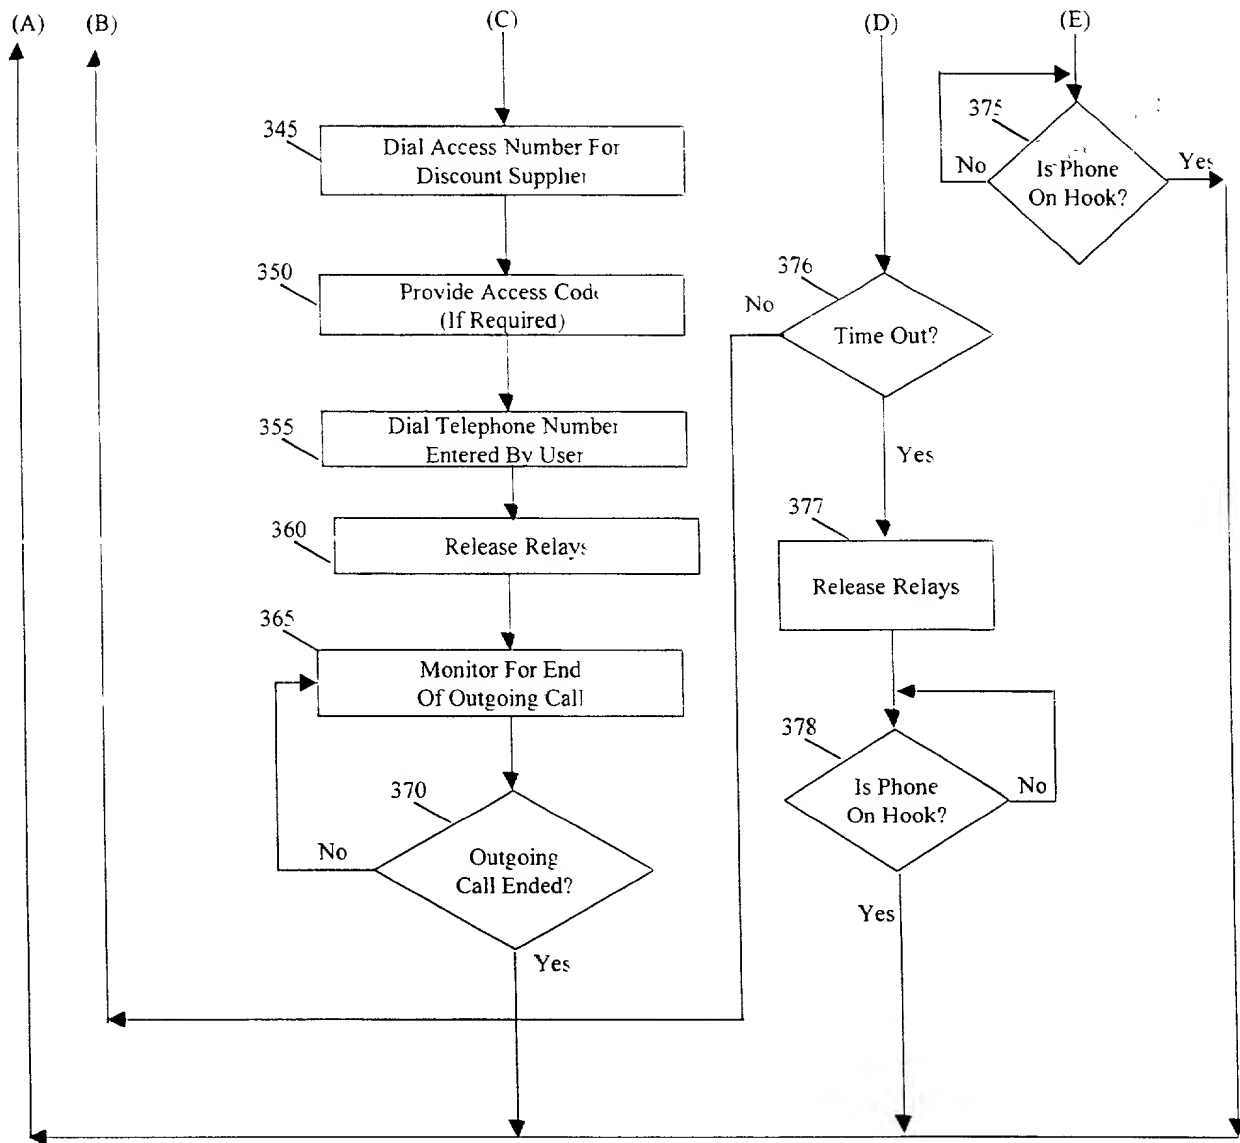 (A)
(B)
(C)
(D)
(E)
345
Dial Access Number For
Discount Supplier
350
Provide Access Code
(If Required)
355
Dial Telephone Number
Entered By User
360
Release Relays
365
Monitor For End
Of Outgoing Call
370
No
Outgoing
Call Ended?
Yes
376
No
Time Out?
Yes
377
Release Relays
378
Is Phone
On Hook?
No
Yes
375
No
Is Phone
On Hook?
Yes